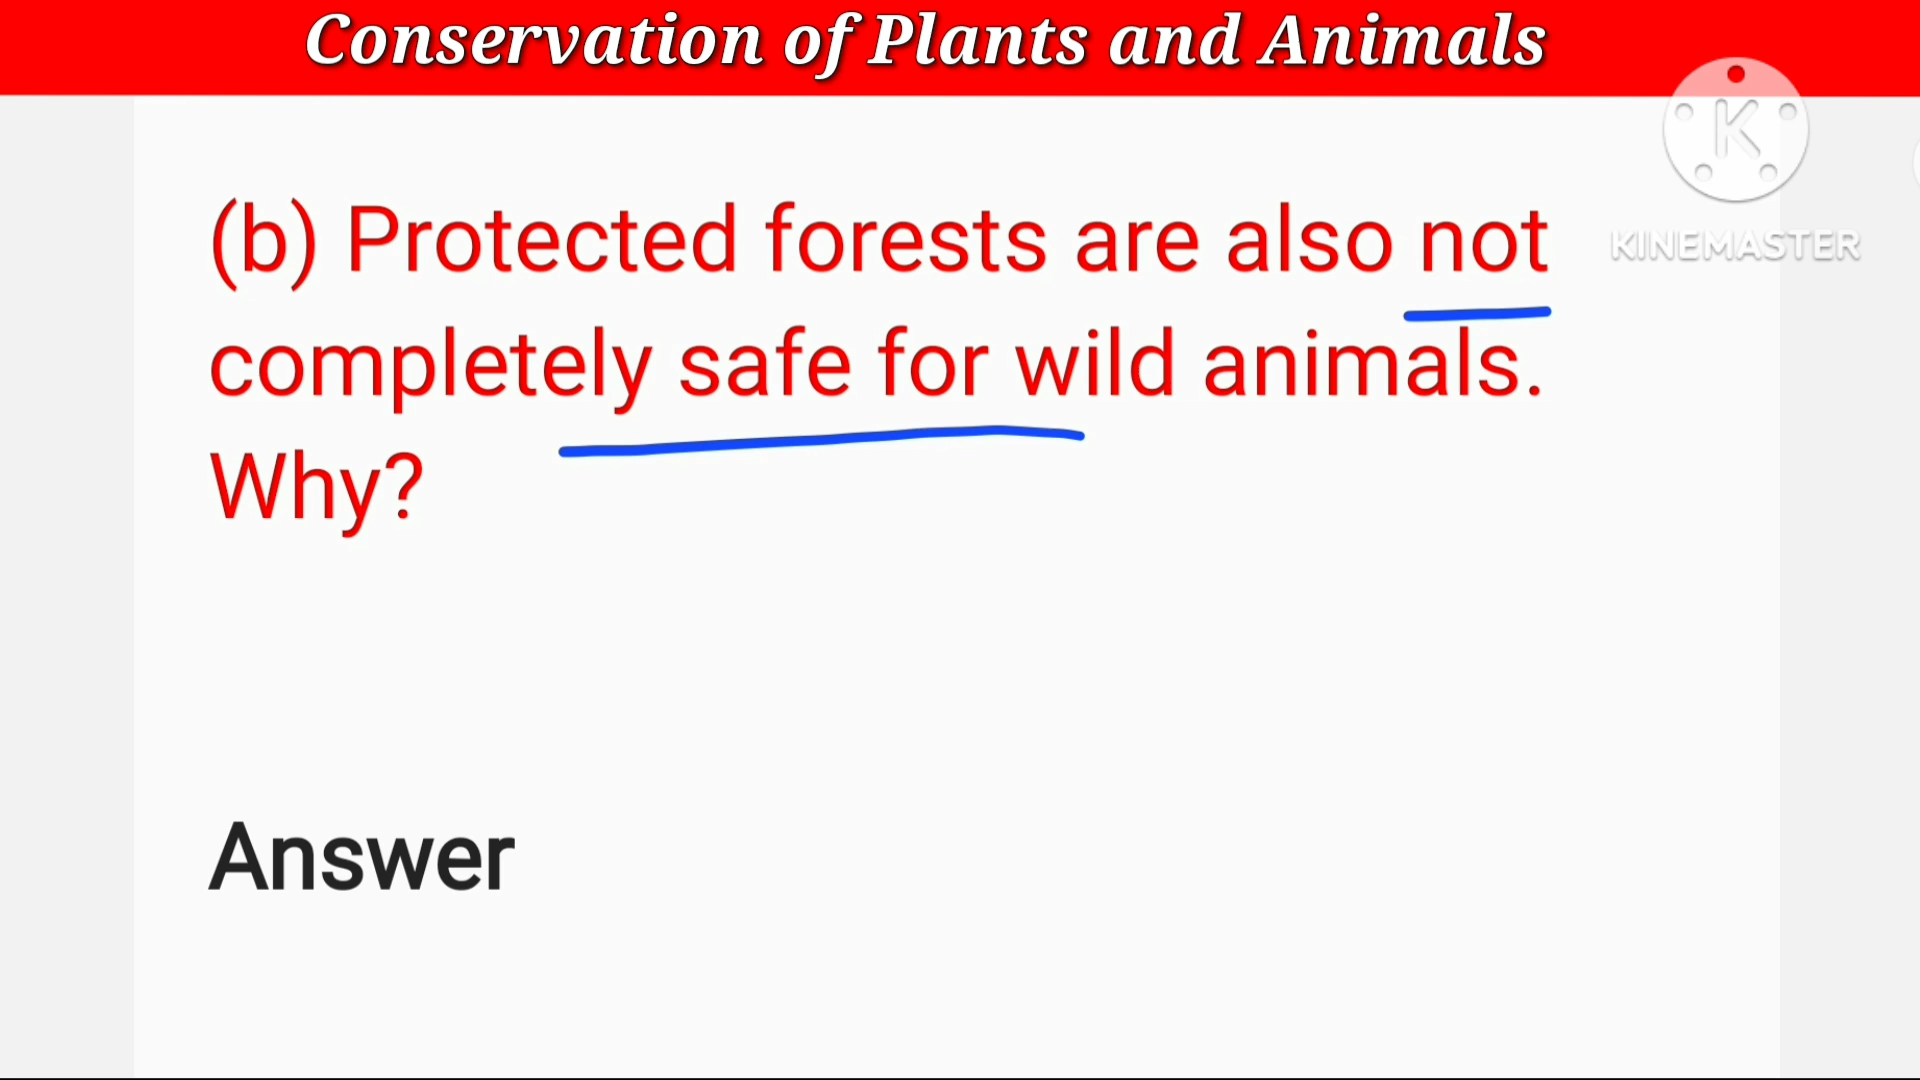 Conservation of Plants and Animals
K
KINEMASTER
(b) Protected forests are also not
completely safe for wild animals.
Why?
Answer